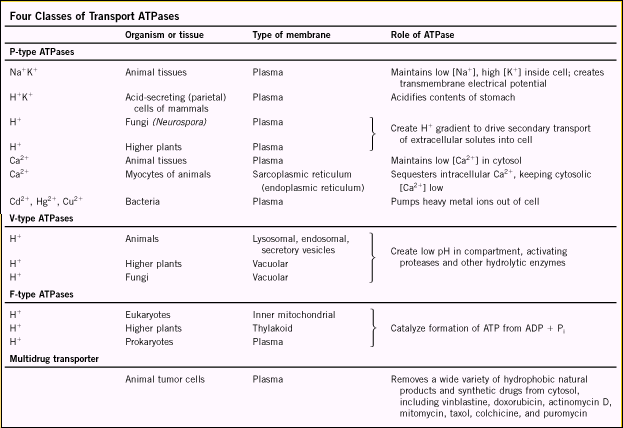 Four Classes of Transport ATPases
Organism or tissue Type of membrane Role of ATPase
P-type ATPases
Na⁺K⁺ Animal tissues Plasma Maintains low [Na⁺], high [K⁺] inside cell; creates
transmembrane electrical potential
H⁺K⁺ Acid-secreting (parietal) Plasma Acidifies contents of stomach
cells of mammals
H⁺ Fungi (Neurospora) Plasma
Create H⁺ gradient to drive secondary transport
of extracellular solutes into cell
H⁺ Higher plants Plasma
Ca²⁺ Animal tissues Plasma Maintains low [Ca²⁺] in cytosol
Ca²⁺ Myocytes of animals Sarcoplasmic reticulum Sequesters intracellular Ca²⁺, keeping cytosolic
(endoplasmic reticulum) [Ca²⁺] low
Cd²⁺, Hg²⁺, Cu²⁺ Bacteria Plasma Pumps heavy metal ions out of cell
V-type ATPases
H⁺ Animals Lysosomal, endosomal,
secretory vesicles
Create low pH in compartment, activating
proteases and other hydrolytic enzymes
H⁺ Higher plants Vacuolar
H⁺ Fungi Vacuolar
F-type ATPases
H⁺ Eukaryotes Inner mitochondrial
H⁺ Higher plants Thylakoid Catalyze formation of ATP from ADP + Pᵢ
H⁺ Prokaryotes Plasma
Multidrug transporter
Animal tumor cells Plasma Removes a wide variety of hydrophobic natural
products and synthetic drugs from cytosol,
including vinblastine, doxorubicin, actinomycin D,
mitomycin, taxol, colchicine, and puromycin